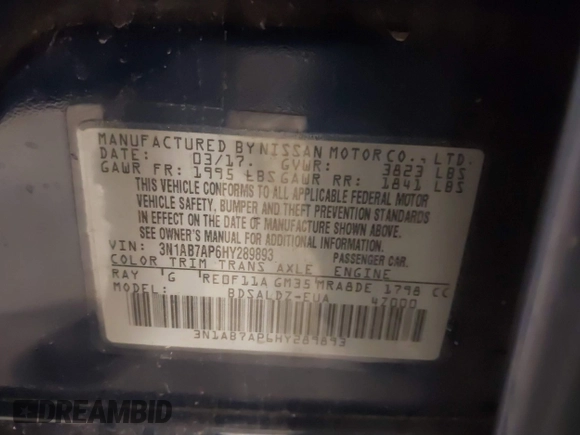 MANUFACTURED BY NISSAN MOTOR CO., LTD.
DATE: 03/17. GVWR: 3823 LBS
GAWR FR: 1995 LBS GAWR RR: 1841 LBS
THIS VEHICLE CONFORMS TO ALL APPLICABLE FEDERAL MOTOR
VEHICLE SAFETY, BUMPER AND THEFT PREVENTION STANDARDS
IN EFFECT ON THE DATE OF MANUFACTURE SHOWN ABOVE.
SEE OWNER'S MANUAL FOR ADDITIONAL INFORMATION.
VIN: 3N1AB7AP6HY289893 PASSENGER CAR.
COLOR TRIM TRANS AXLE ENGINE
RAY G RE0F11A GM35 MRA8DE 1798 CC
BDSALDZ-EUA 4Z000
3N1AB7AP6HY289893
DREAMBID